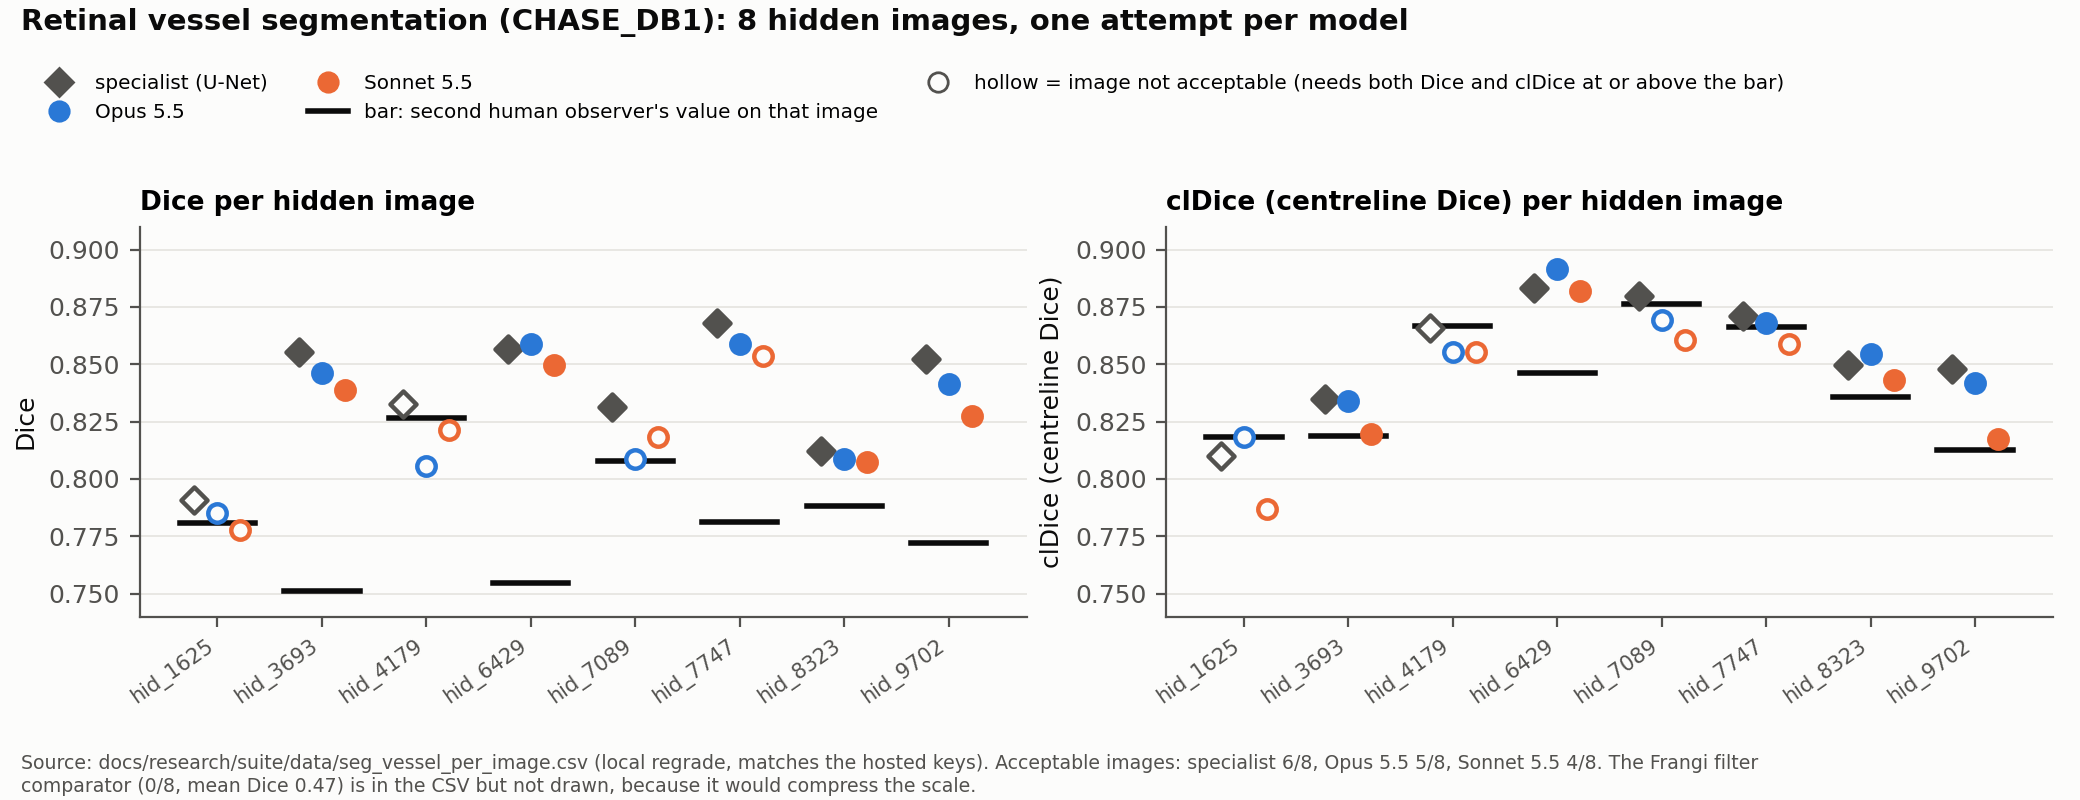 Retinal vessel segmentation (CHASE_DB1): 8 hidden images, one attempt per model
specialist (U-Net)
Opus 5.5
Sonnet 5.5
bar: second human observer's value on that image
hollow = image not acceptable (needs both Dice and clDice at or above the bar)
Dice per hidden image
Dice
0.900
0.875
0.850
0.825
0.800
0.775
0.750
hid_1625
hid_3693
hid_4179
hid_6429
hid_7089
hid_7747
hid_8323
hid_9702
clDice (centreline Dice) per hidden image
clDice (centreline Dice)
0.900
0.875
0.850
0.825
0.800
0.775
0.750
hid_1625
hid_3693
hid_4179
hid_6429
hid_7089
hid_7747
hid_8323
hid_9702
Source: docs/research/suite/data/seg_vessel_per_image.csv (local regrade, matches the hosted keys). Acceptable images: specialist 6/8, Opus 5.5 5/8, Sonnet 5.5 4/8. The Frangi filter
comparator (0/8, mean Dice 0.47) is in the CSV but not drawn, because it would compress the scale.